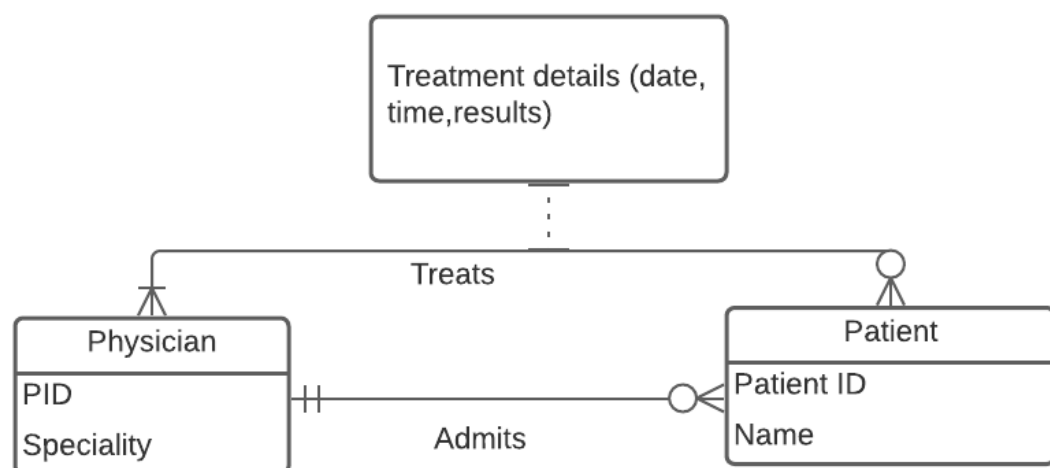 Treatment details (date,
time,results)
Treats
Physician
PID
Speciality
Admits
Patient
Patient ID
Name